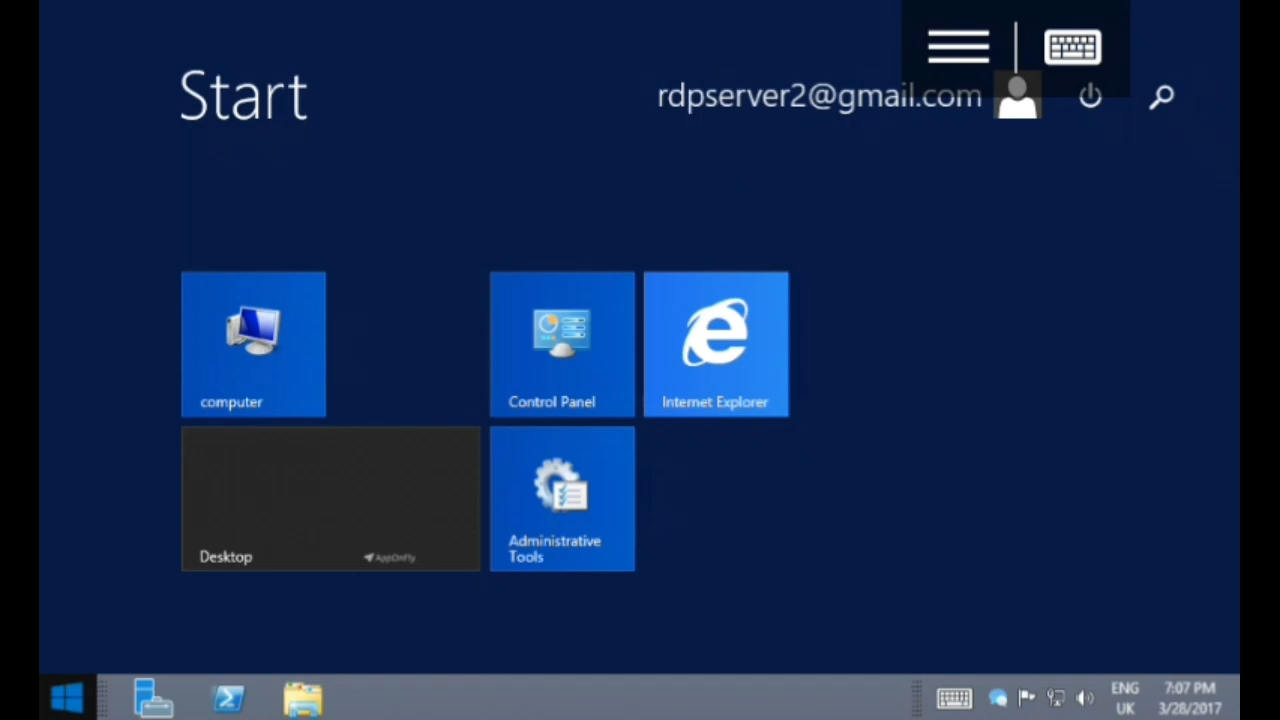 Start
rdpserver2@gmail.com
computer
Control Panel
Internet Explorer
Desktop
AppOnFly
Administrative
Tools
ENG
UK
7:07 PM
3/28/2017